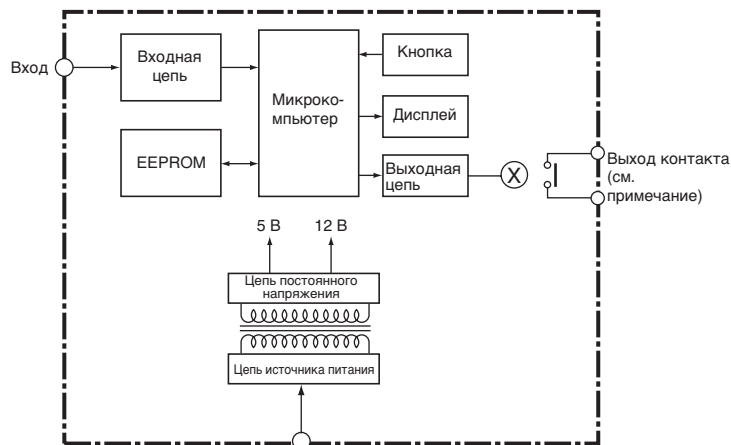 Вход
Входная
цепь
Микроко-
мпьютер
Кнопка
Дисплей
EEPROM
Выходная
цепь
X
Выход контакта
(см.
примечание)
5 В 12 В
Цепь постоянного
напряжения
Цепь источника питания